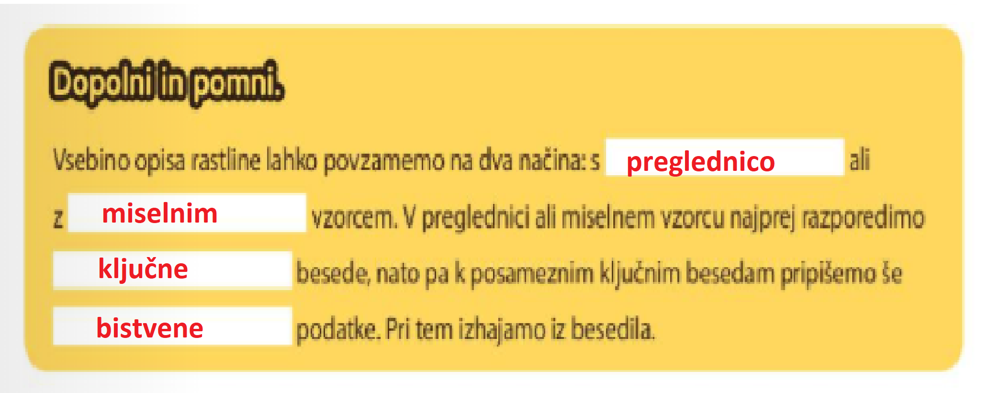 Dopolni in pomni.
Vsebino opisa rastline lahko povzamemo na dva načina: s preglednico ali
z miselnim vzorcem. V preglednici ali miselnem vzorcu najprej razporedimo
ključne besede, nato pa k posameznim ključnim besedam pripišemo še
bistvene podatke. Pri tem izhajamo iz besedila.